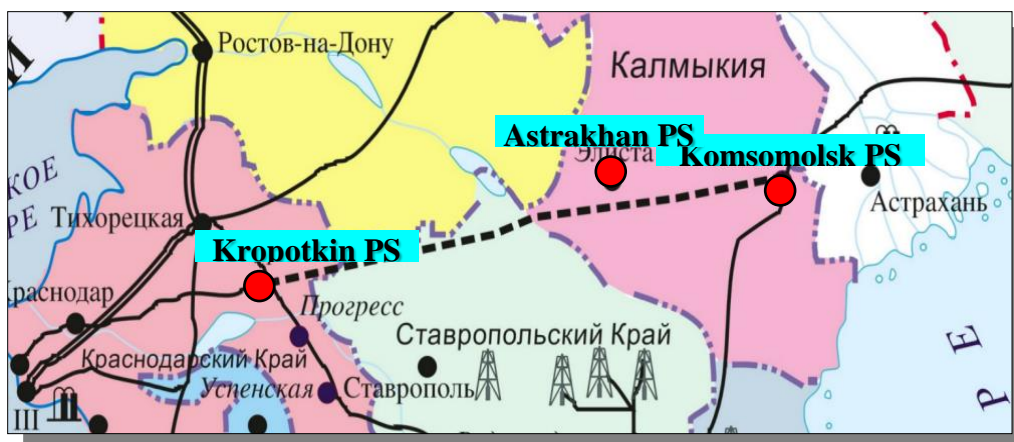 И
Ростов-на-Дону
Калмыкия
Astrakhan PS
Элиста
Komsomolsk PS
КОЕ
РЕ
Тихорецкая
Астрахань
Kropotkin PS
Краснодар
Прогресс
Ставропольский Край
Краснодарский Край
Успенская
Ставрополь
III
Р Е